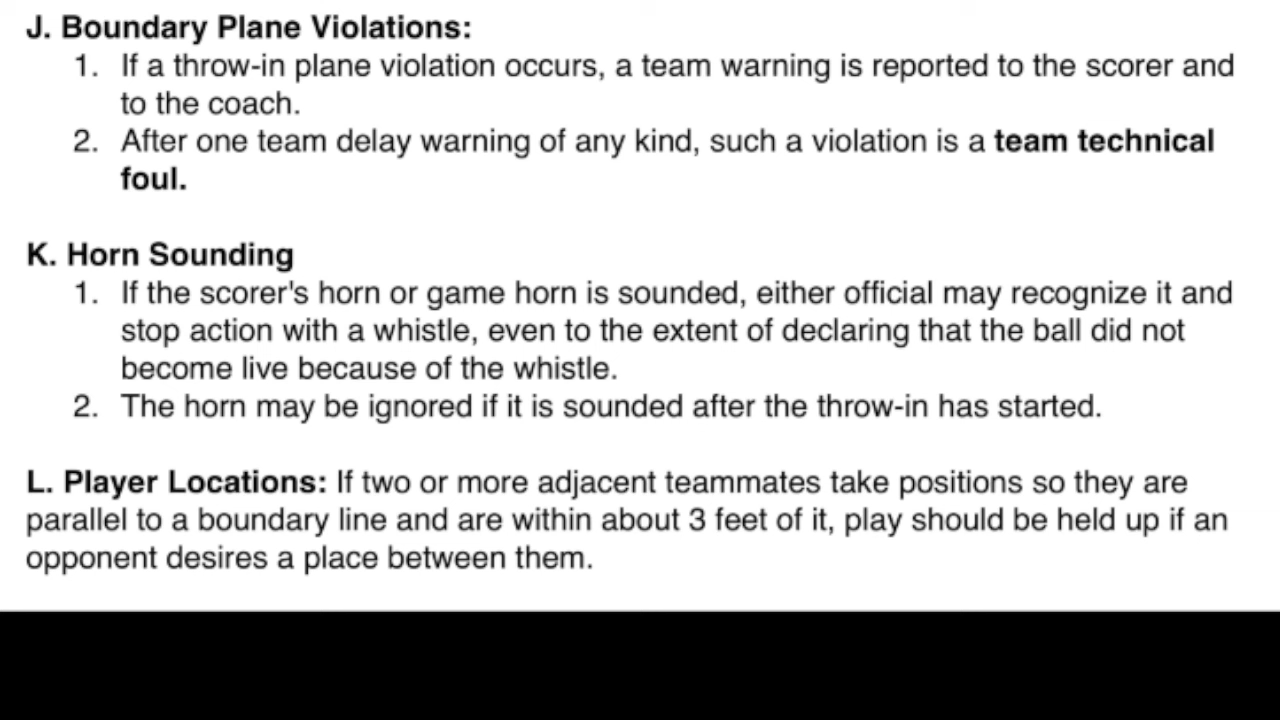 J. Boundary Plane Violations:
1. If a throw-in plane violation occurs, a team warning is reported to the scorer and
to the coach.
2. After one team delay warning of any kind, such a violation is a team technical
foul.
K. Horn Sounding
1. If the scorer's horn or game horn is sounded, either official may recognize it and
stop action with a whistle, even to the extent of declaring that the ball did not
become live because of the whistle.
2. The horn may be ignored if it is sounded after the throw-in has started.
L. Player Locations: If two or more adjacent teammates take positions so they are
parallel to a boundary line and are within about 3 feet of it, play should be held up if an
opponent desires a place between them.